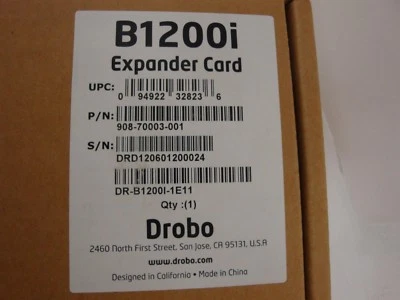 B1200i
Expander Card
UPC:
0 94922 32823 6
P/N:
908-70003-001
S/N:
DRD120601200024
DR-B1200I-1E11
Qty :(1)
Drobo
2460 North First Street, San Jose, CA 95131, U.S.A
www.drobo.com
Designed in California • Made in China